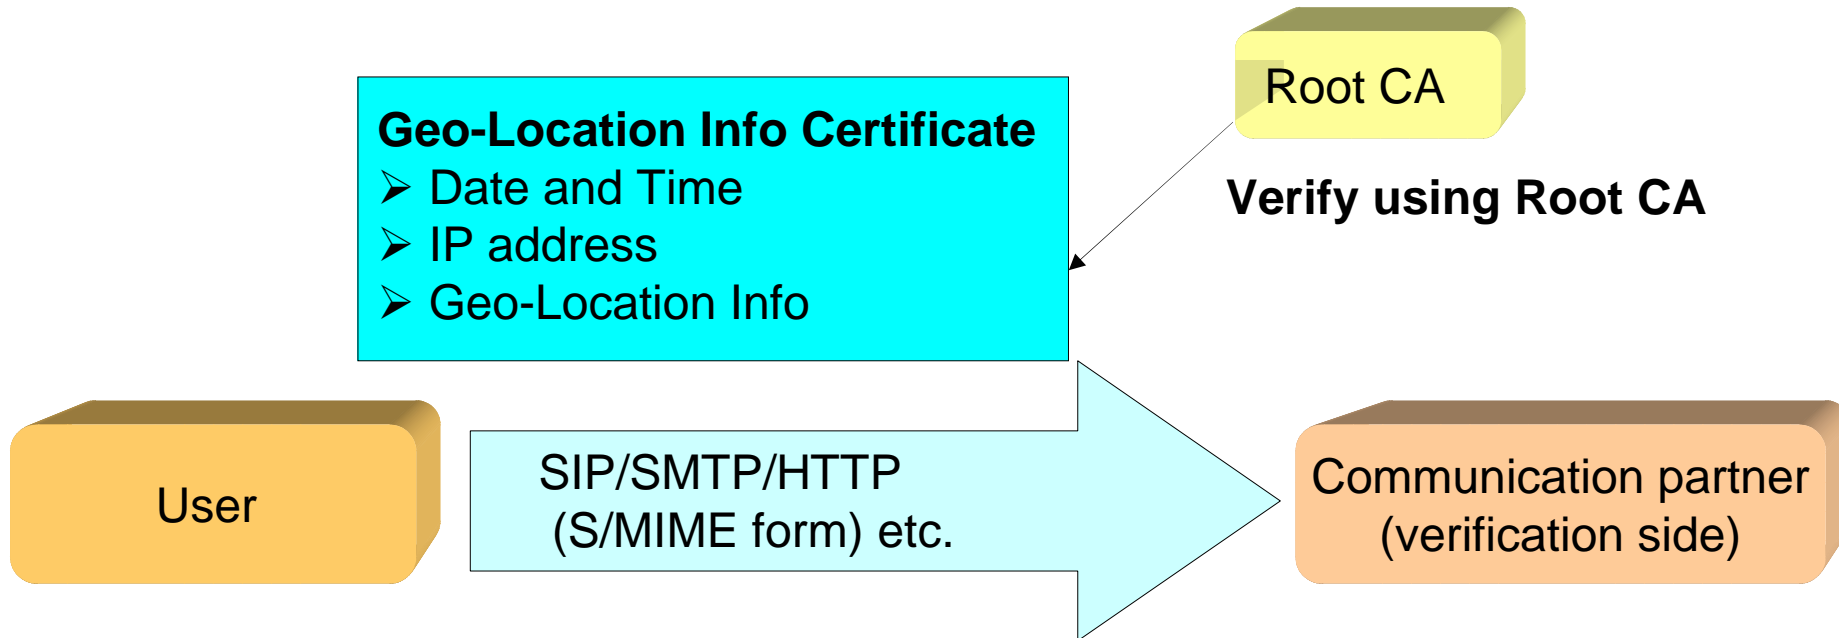 Root CA
Geo-Location Info Certificate
➢ Date and Time
➢ IP address
➢ Geo-Location Info
Verify using Root CA
User
SIP/SMTP/HTTP
(S/MIME form) etc.
Communication partner
(verification side)